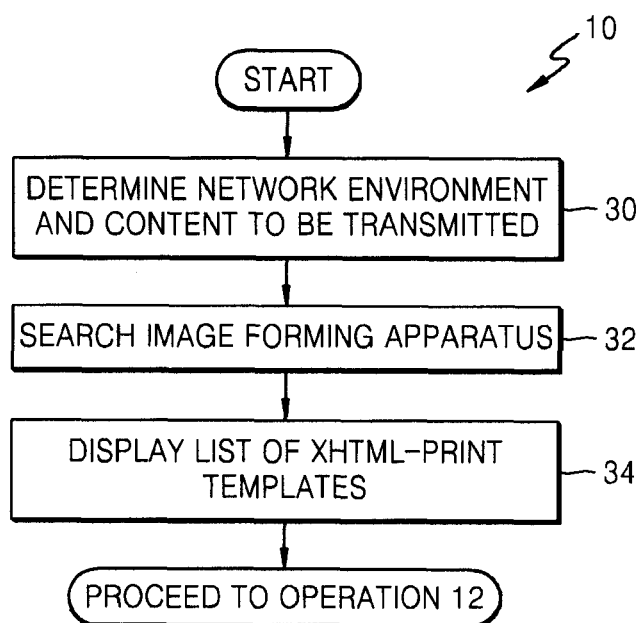 10
START
DETERMINE NETWORK ENVIRONMENT
AND CONTENT TO BE TRANSMITTED
30
SEARCH IMAGE FORMING APPARATUS
32
DISPLAY LIST OF XHTML-PRINT
TEMPLATES
34
PROCEED TO OPERATION 12